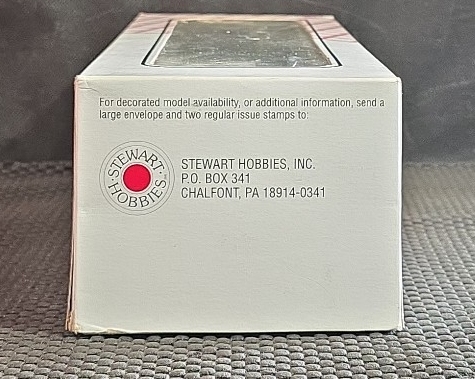 For decorated model availability, or additional information, send a
large envelope and two regular issue stamps to:
STEWART
HOBBIES
STEWART HOBBIES, INC.
P.O. BOX 341
CHALFONT, PA 18914-0341